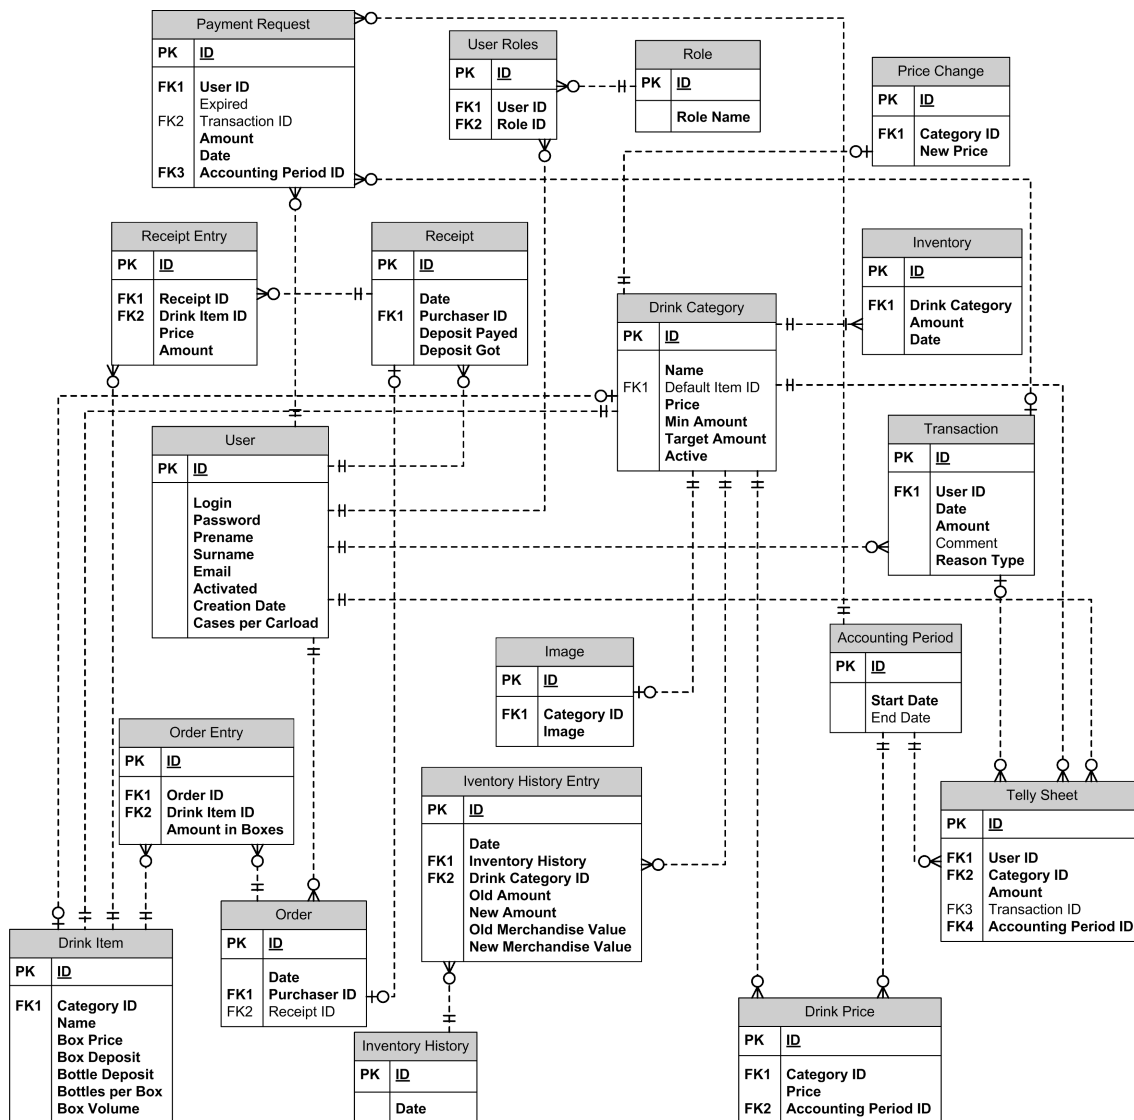 Payment Request
PK ID
FK1 User ID
Expired
FK2 Transaction ID
Amount
Date
FK3 Accounting Period ID
User Roles
PK ID
FK1 User ID
FK2 Role ID
Role
PK ID
Role Name
Price Change
PK ID
FK1 Category ID
New Price
Receipt Entry
PK ID
FK1 Receipt ID
FK2 Drink Item ID
Price
Amount
Receipt
PK ID
Date
FK1 Purchaser ID
Deposit Payed
Deposit Got
Inventory
PK ID
FK1 Drink Category
Amount
Date
Drink Category
PK ID
Name
FK1 Default Item ID
Price
Min Amount
Target Amount
Active
User
PK ID
Login
Password
Prename
Surname
Email
Activated
Creation Date
Cases per Carload
Transaction
PK ID
FK1 User ID
Date
Amount
Comment
Reason Type
Image
PK ID
FK1 Category ID
Image
Accounting Period
PK ID
Start Date
End Date
Order Entry
PK ID
FK1 Order ID
FK2 Drink Item ID
Amount in Boxes
Iventory History Entry
PK ID
Date
FK1 Inventory History
FK2 Drink Category ID
Old Amount
New Amount
Old Merchandise Value
New Merchandise Value
Telly Sheet
PK ID
FK1 User ID
FK2 Category ID
Amount
FK3 Transaction ID
FK4 Accounting Period ID
Drink Item
PK ID
FK1 Category ID
Name
Box Price
Box Deposit
Bottle Deposit
Bottles per Box
Box Volume
Order
PK ID
Date
FK1 Purchaser ID
FK2 Receipt ID
Inventory History
PK ID
Date
Drink Price
PK ID
FK1 Category ID
Price
FK2 Accounting Period ID